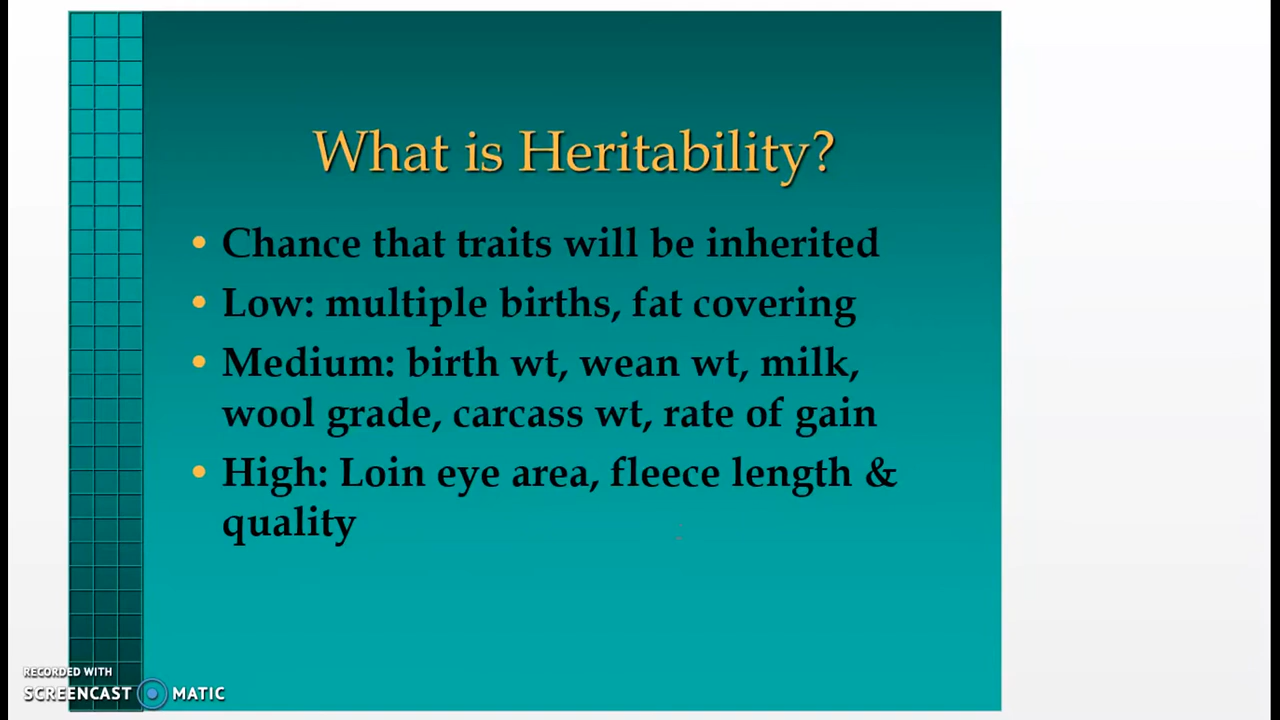 What is Heritability?
• Chance that traits will be inherited
• Low: multiple births, fat covering
• Medium: birth wt, wean wt, milk,
wool grade, carcass wt, rate of gain
• High: Loin eye area, fleece length &
quality
RECORDED WITH
SCREENCAST MATIC